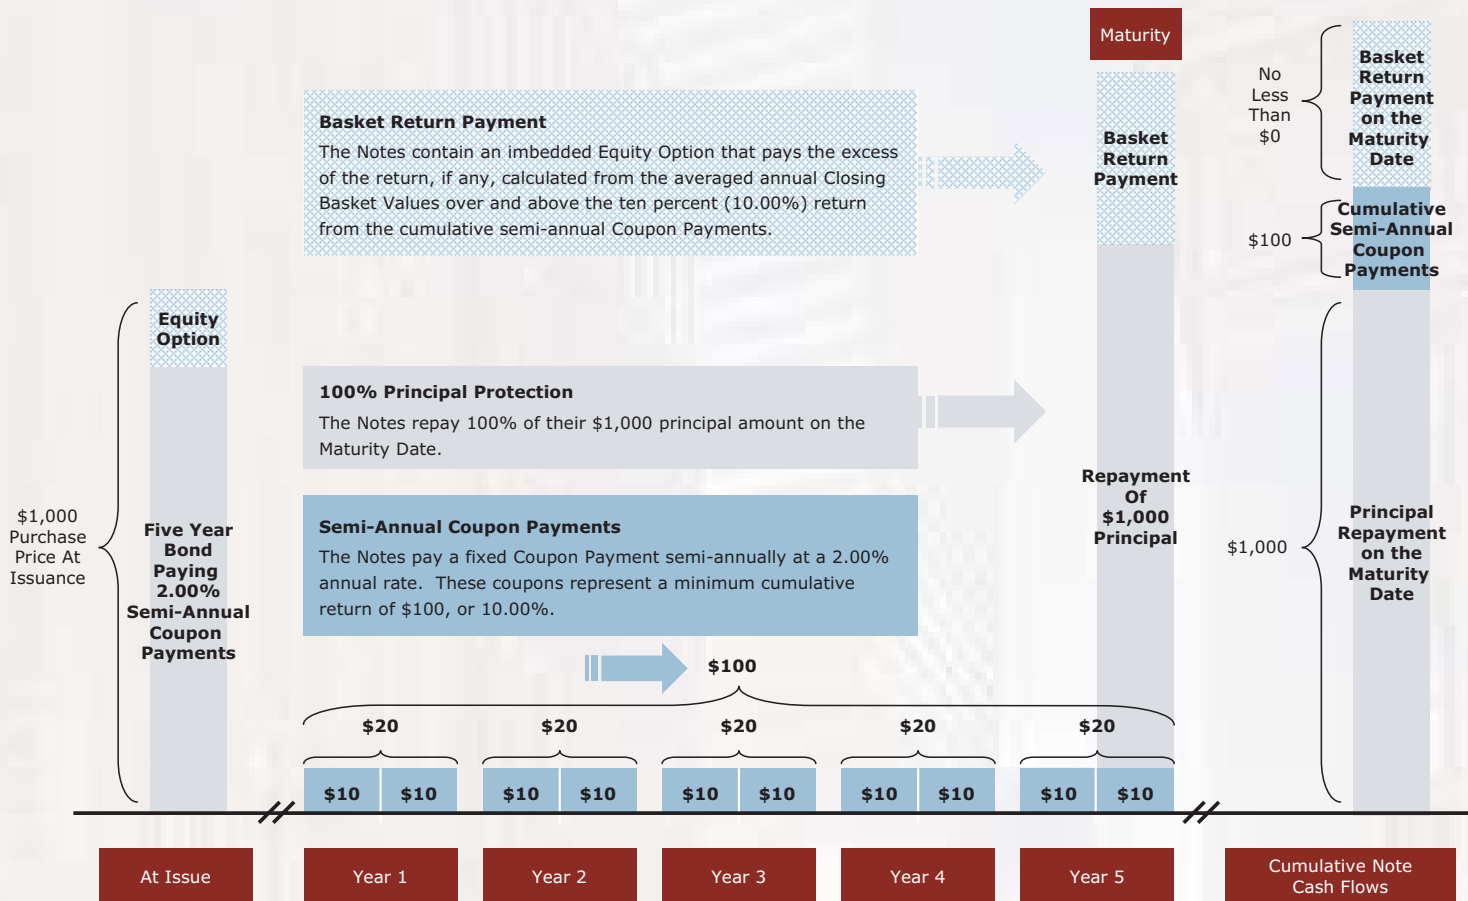 Maturity
Basket Return Payment
The Notes contain an imbedded Equity Option that pays the excess
of the return, if any, calculated from the averaged annual Closing
Basket Values over and above the ten percent (10.00%) return
from the cumulative semi-annual Coupon Payments.
Basket
Return
Payment
No
Less
Than
$0
Basket
Return
Payment
on the
Maturity
Date
$100
Cumulative
Semi-Annual
Coupon
Payments
Equity
Option
100% Principal Protection
The Notes repay 100% of their $1,000 principal amount on the
Maturity Date.
$1,000
Purchase
Price At
Issuance
Five Year
Bond
Paying
2.00%
Semi-Annual
Coupon
Payments
Semi-Annual Coupon Payments
The Notes pay a fixed Coupon Payment semi-annually at a 2.00%
annual rate.  These coupons represent a minimum cumulative
return of $100, or 10.00%.
Repayment
Of
$1,000
Principal
$1,000
Principal
Repayment
on the
Maturity
Date
$100
$20 $20 $20 $20 $20
$10 $10 $10 $10 $10 $10 $10 $10 $10 $10
At Issue
Year 1
Year 2
Year 3
Year 4
Year 5
Cumulative Note
Cash Flows